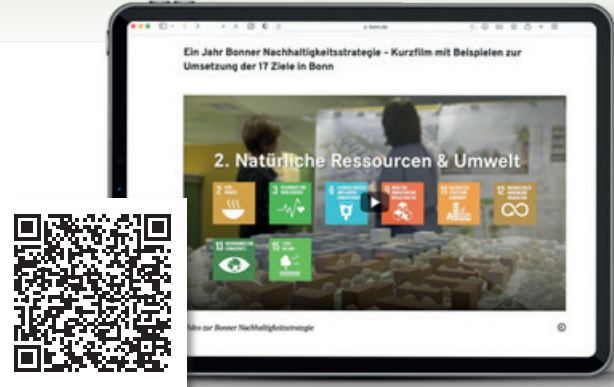 Ein Jahr Bonner Nachhaltigkeitsstrategie – Kurzfilm mit Beispielen zur
Umsetzung der 17 Ziele in Bonn
2. Natürliche Ressourcen & Umwelt
2
3
6
9
11
12
13
15
Video zur Bonner Nachhaltigkeitsstrategie